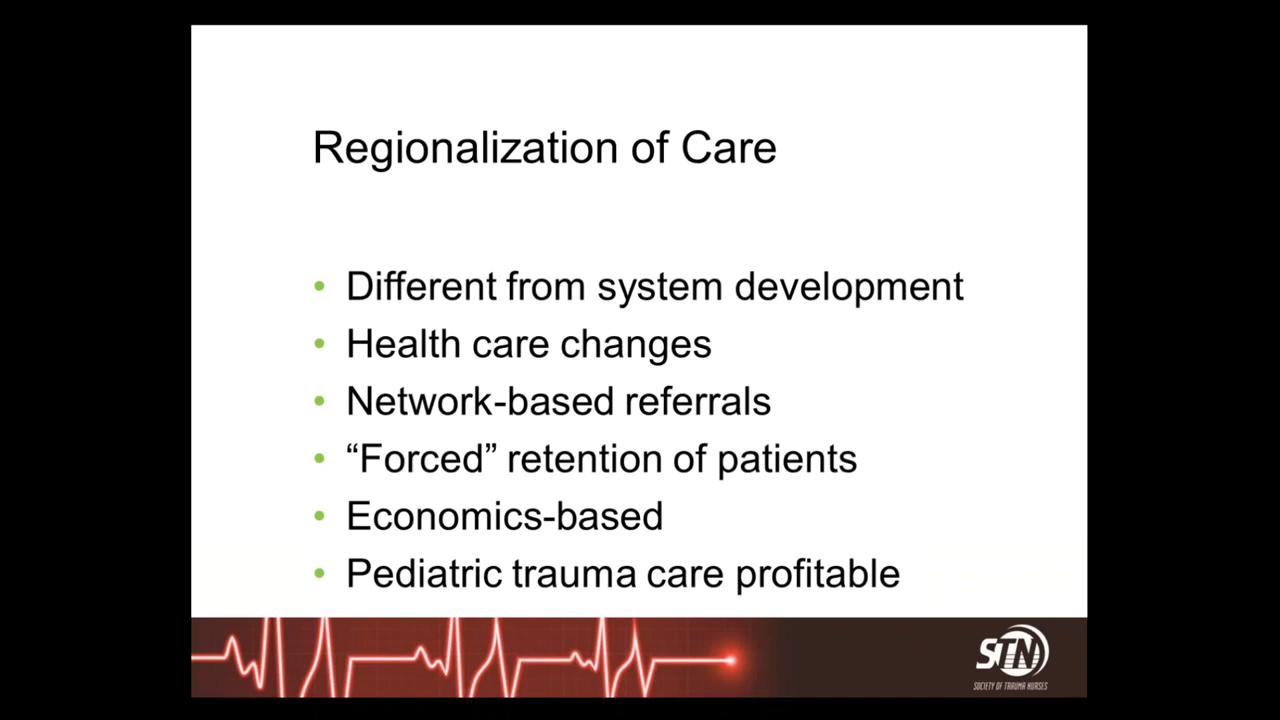 Regionalization of Care
• Different from system development
• Health care changes
• Network-based referrals
• “Forced” retention of patients
• Economics-based
• Pediatric trauma care profitable
STN
SOCIETY OF TRAUMA NURSES